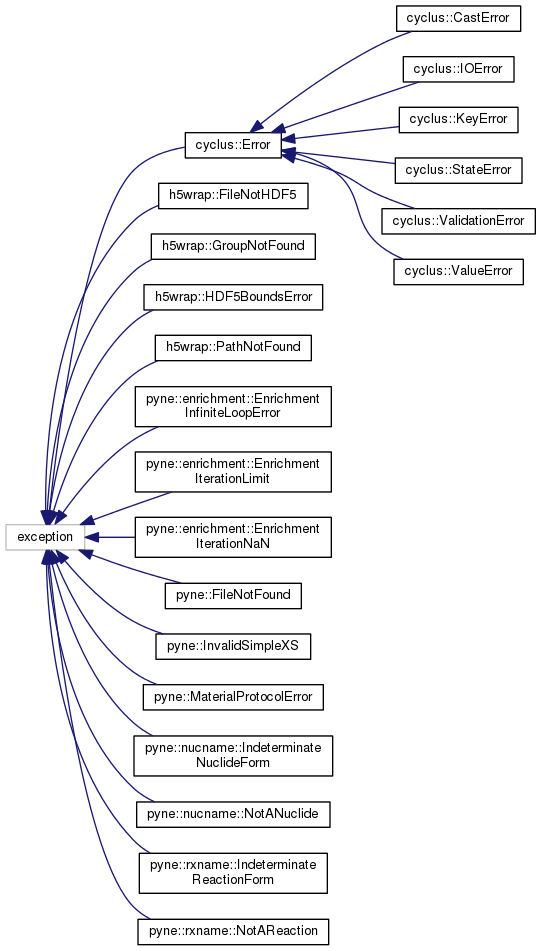 cyclus::CastError
cyclus::IOError
cyclus::KeyError
cyclus::Error
cyclus::StateError
h5wrap::FileNotHDF5
cyclus::ValidationError
h5wrap::GroupNotFound
cyclus::ValueError
h5wrap::HDF5BoundsError
h5wrap::PathNotFound
pyne::enrichment::Enrichment
InfiniteLoopError
pyne::enrichment::Enrichment
IterationLimit
exception
pyne::enrichment::Enrichment
IterationNaN
pyne::FileNotFound
pyne::InvalidSimpleXS
pyne::MaterialProtocolError
pyne::nucname::Indeterminate
NuclideForm
pyne::nucname::NotANuclide
pyne::rxname::Indeterminate
ReactionForm
pyne::rxname::NotAReaction